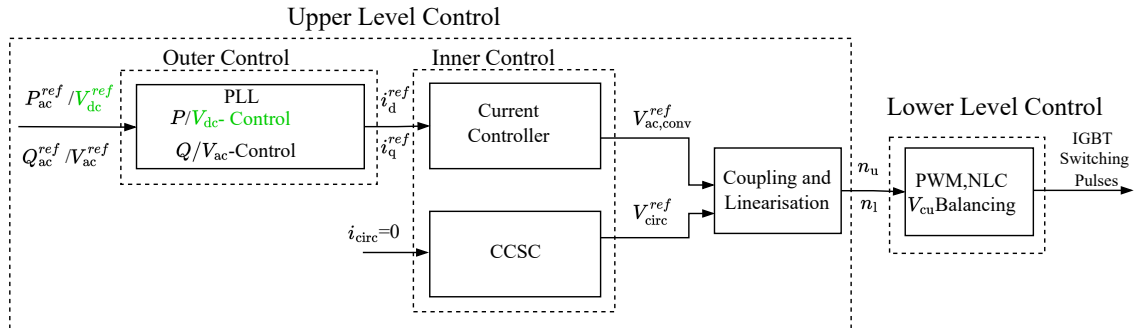 Upper Level Control
Outer Control
Inner Control
Lower Level Control
P_ac^ref /V_dc^ref
Q_ac^ref /V_ac^ref
PLL
P/V_dc- Control
Q/V_ac-Control
i_d^ref
i_q^ref
Current
Controller
V_ac,conv^ref
i_circ=0
CCSC
V_circ^ref
Coupling and
Linearisation
n_u
n_l
PWM,NLC
V_cu Balancing
IGBT
Switching
Pulses